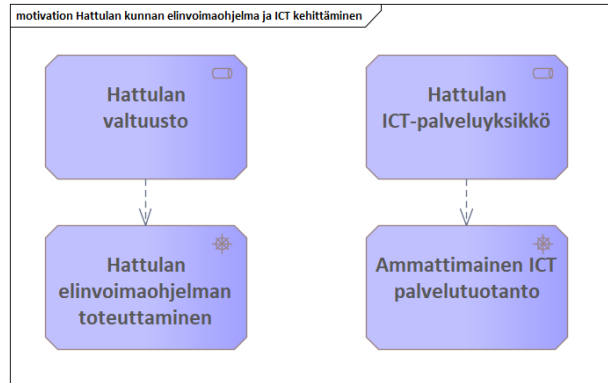 motivation Hattulan kunnan elinvoimaohjelma ja ICT kehittäminen
Hattulan
valtuusto
Hattulan
ICT-palveluyksikkö
Hattulan
elinvoimaohjelman
toteuttaminen
Ammattimainen ICT
palvelutuotanto